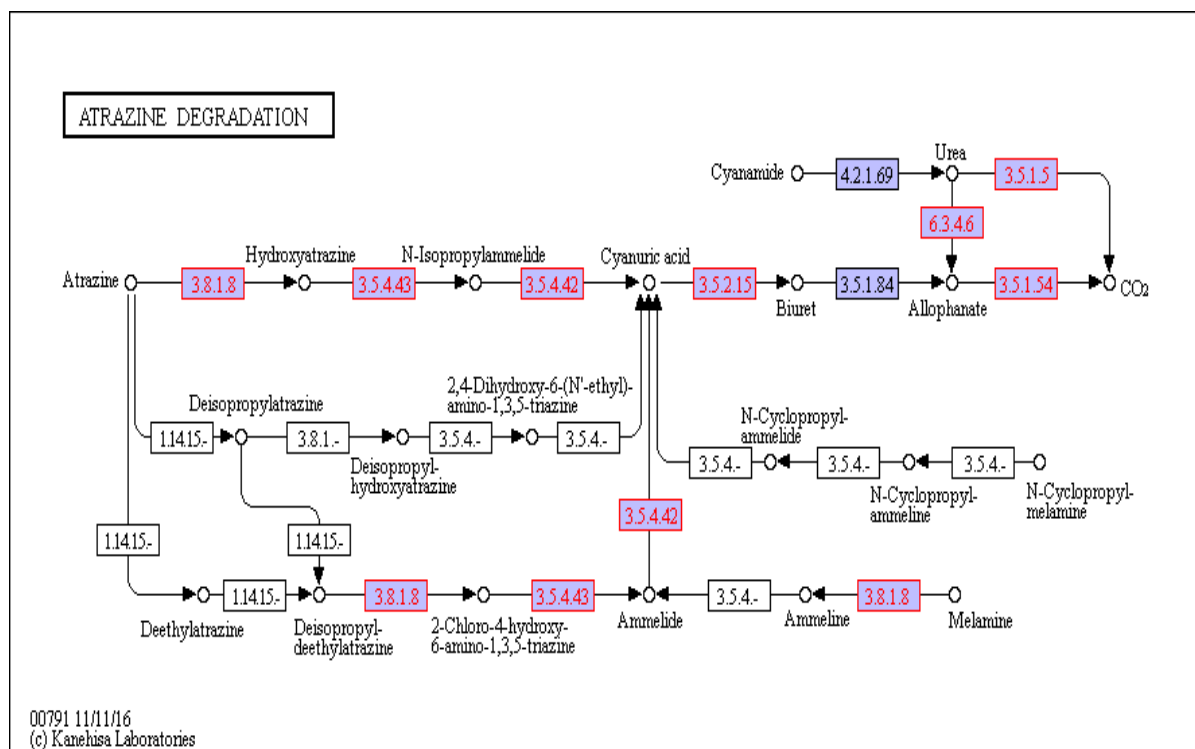 ATRAZINE DEGRADATION
Urea
Cyanamide
4.2.1.69
3.5.1.5
6.3.4.6
Hydroxyatrazine
N-Isopropylammelide
Cyanuric acid
Atrazine
3.8.1.8
3.5.4.43
3.5.4.42
3.5.2.15
3.5.1.84
3.5.1.54
CO2
Biuret
Allophanate
2,4-Dihydroxy-6-(N'-ethyl)-
amino-1,3,5-triazine
Deisopropylatrazine
1.14.15.-
3.8.1.-
3.5.4.-
3.5.4.-
Deisopropyl-
hydroxyatrazine
N-Cyclopropyl-
ammelide
3.5.4.-
3.5.4.-
3.5.4.-
N-Cyclopropyl-
ammeline
N-Cyclopropyl-
melamine
3.5.4.42
1.14.15.-
1.14.15.-
1.14.15.-
3.8.1.8
3.5.4.43
3.5.4.-
3.8.1.8
Deethylatrazine
Deisopropyl-
deethylatrazine
2-Chloro-4-hydroxy-
6-amino-1,3,5-triazine
Ammelide
Ammeline
Melamine
00791 11/11/16
(c) Kanehisa Laboratories